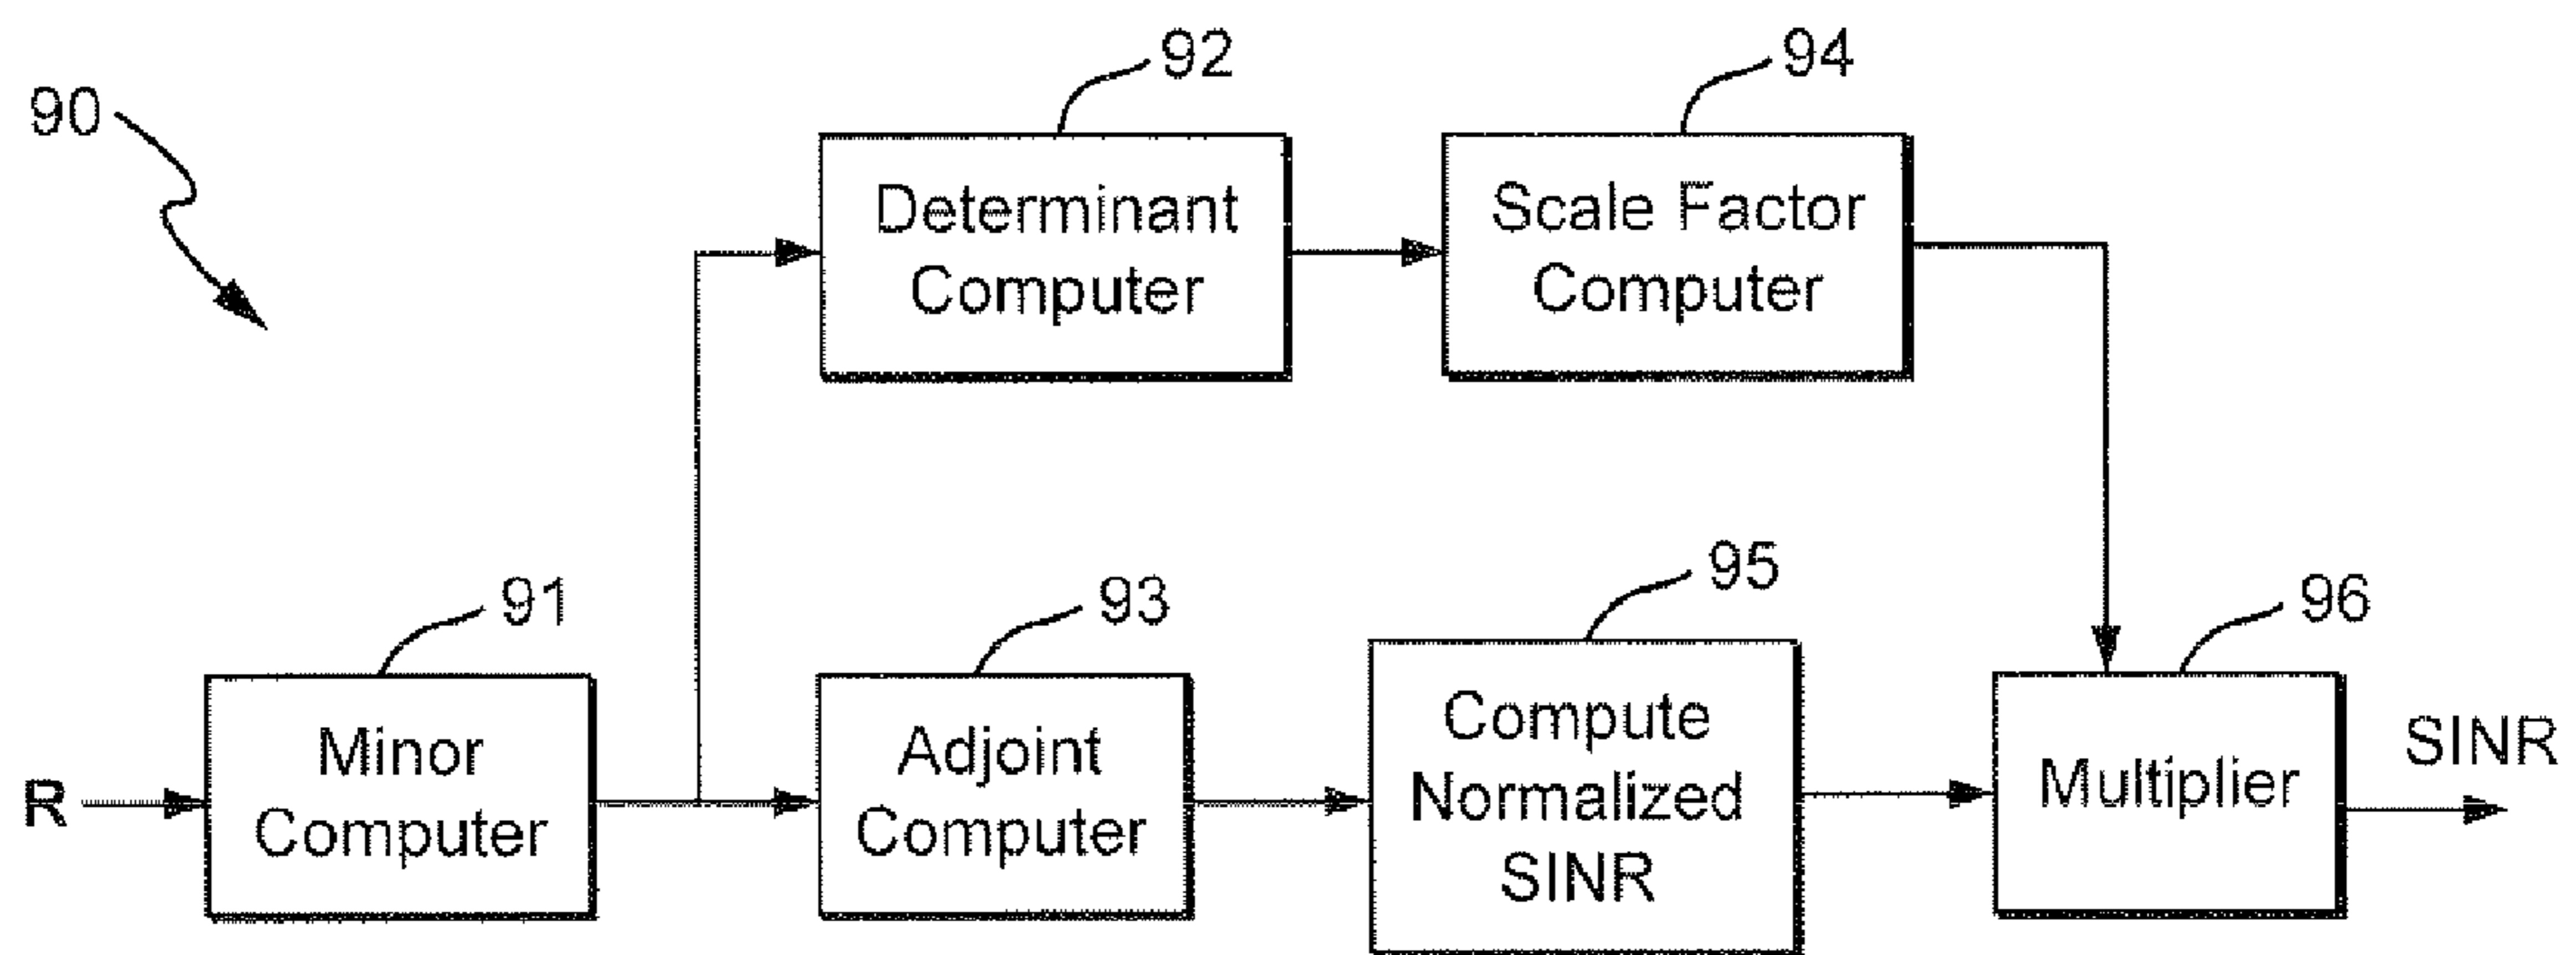 90
92
94
Determinant
Computer
Scale Factor
Computer
91
93
95
96
R
Minor
Computer
Adjoint
Computer
Compute
Normalized
SINR
Multiplier
SINR